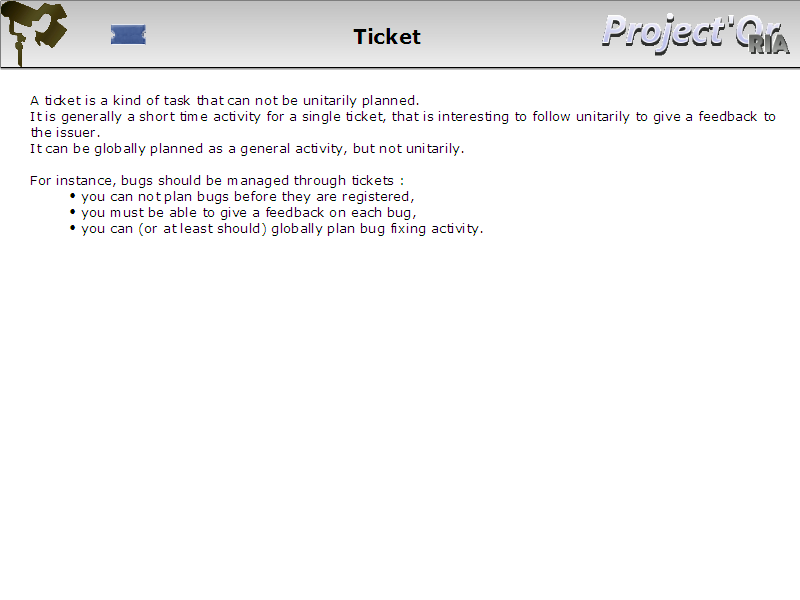 Ticket
Project'Or
RIA
A ticket is a kind of task that can not be unitarily planned.
It is generally a short time activity for a single ticket, that is interesting to follow unitarily to give a feedback to
the issuer.
It can be globally planned as a general activity, but not unitarily.
For instance, bugs should be managed through tickets :
• you can not plan bugs before they are registered,
• you must be able to give a feedback on each bug,
• you can (or at least should) globally plan bug fixing activity.